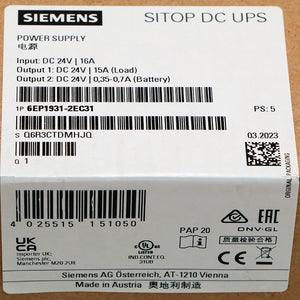 SIEMENS SITOP DC UPS
POWER SUPPLY
电源
Input: DC 24V | 16A
Output 1: DC 24V | 15A (Load)
Output 2: DC 24V | 0,35-0,7A (Battery)
1P 6EP1931-2EC31 PS: 5
S Q6R3CTDMHJQ 03.2023
Q 1
4 025515 151050
UK
CA
Importer UK:
Siemens plc,
Manchester M20 2UR
c UL us
LISTED
IND.CONT.EQ
31UB
PAP 20
EAC
DNV·GL
质量检验合格
Siemens AG Österreich, AT-1210 Vienna
Made in Austria 奥地利制造